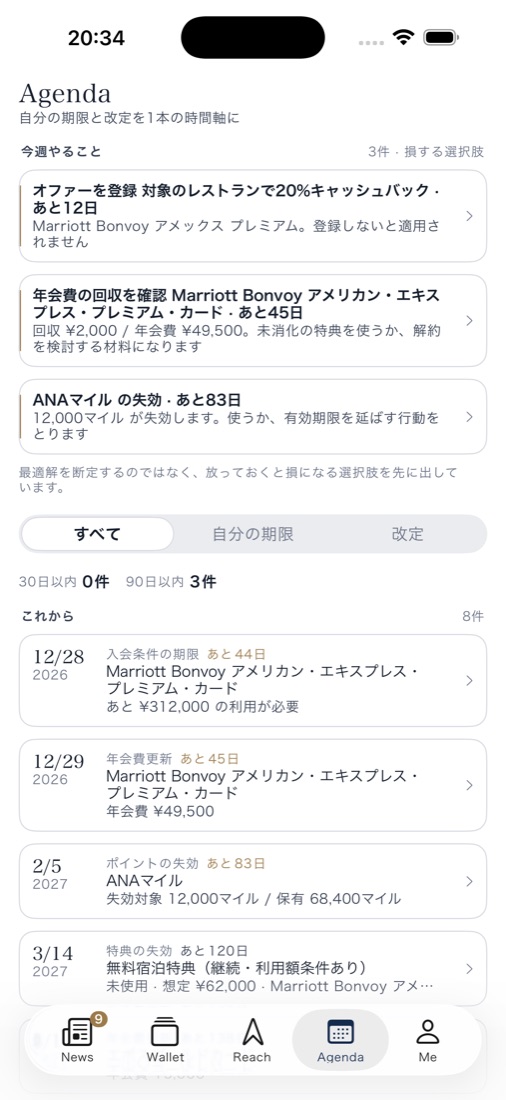 20:34
Agenda
自分の期限と改定を1本の時間軸に
今週やること
3件 · 損する選択肢
オファーを登録 対象のレストランで20%キャッシュバック ·
あと12日
Marriott Bonvoy アメックス プレミアム。登録しないと適用さ
れません
年会費の回収を確認 Marriott Bonvoy アメリカン・エキス
プレス・プレミアム・カード · あと45日
回収 ¥2,000 / 年会費 ¥49,500。未消化の特典を使うか、解約
を検討する材料になります
ANAマイル の失効 · あと83日
12,000マイル が失効します。使うか、有効期限を延ばす行動を
とります
最適解を断定するのではなく、放っておくと損になる選択肢を先に出して
います。
すべて
自分の期限
改定
30日以内 0件 90日以内 3件
これから
8件
12/28
2026
入会条件の期限 あと44日
Marriott Bonvoy アメリカン・エキスプレス・
プレミアム・カード
あと ¥312,000 の利用が必要
12/29
2026
年会費更新 あと45日
Marriott Bonvoy アメリカン・エキスプレス・
プレミアム・カード
年会費 ¥49,500
2/5
2027
ポイントの失効 あと83日
ANAマイル
失効対象 12,000マイル / 保有 68,400マイル
3/14
2027
特典の失効 あと120日
無料宿泊特典（継続・利用額条件あり）
未使用 · 想定 ¥62,000 · Marriott Bonvoy アメ…
9
News
Wallet
Reach
Agenda
Me